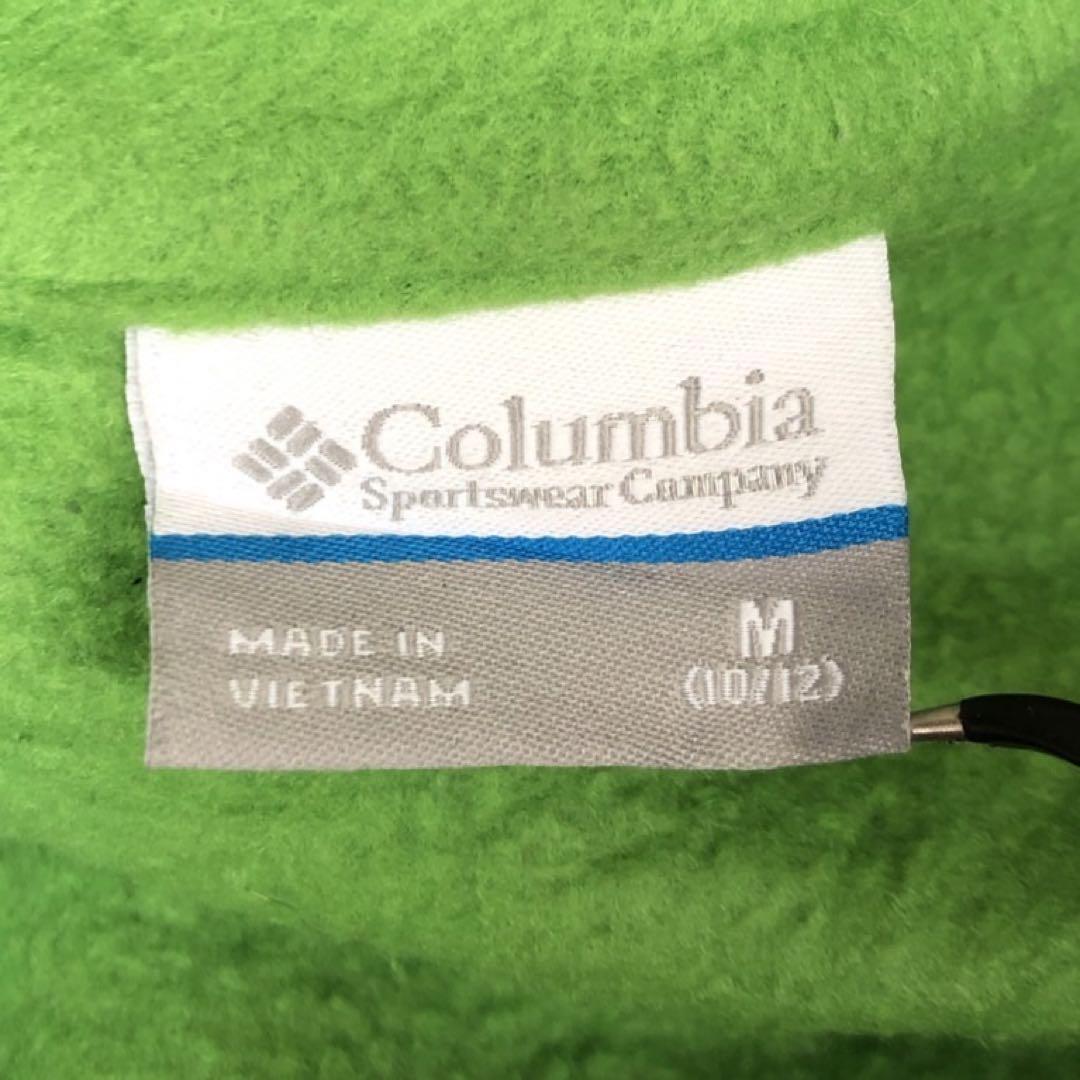 Columbia
Sportswear Company
MADE IN
VIETNAM
M
(10/12)